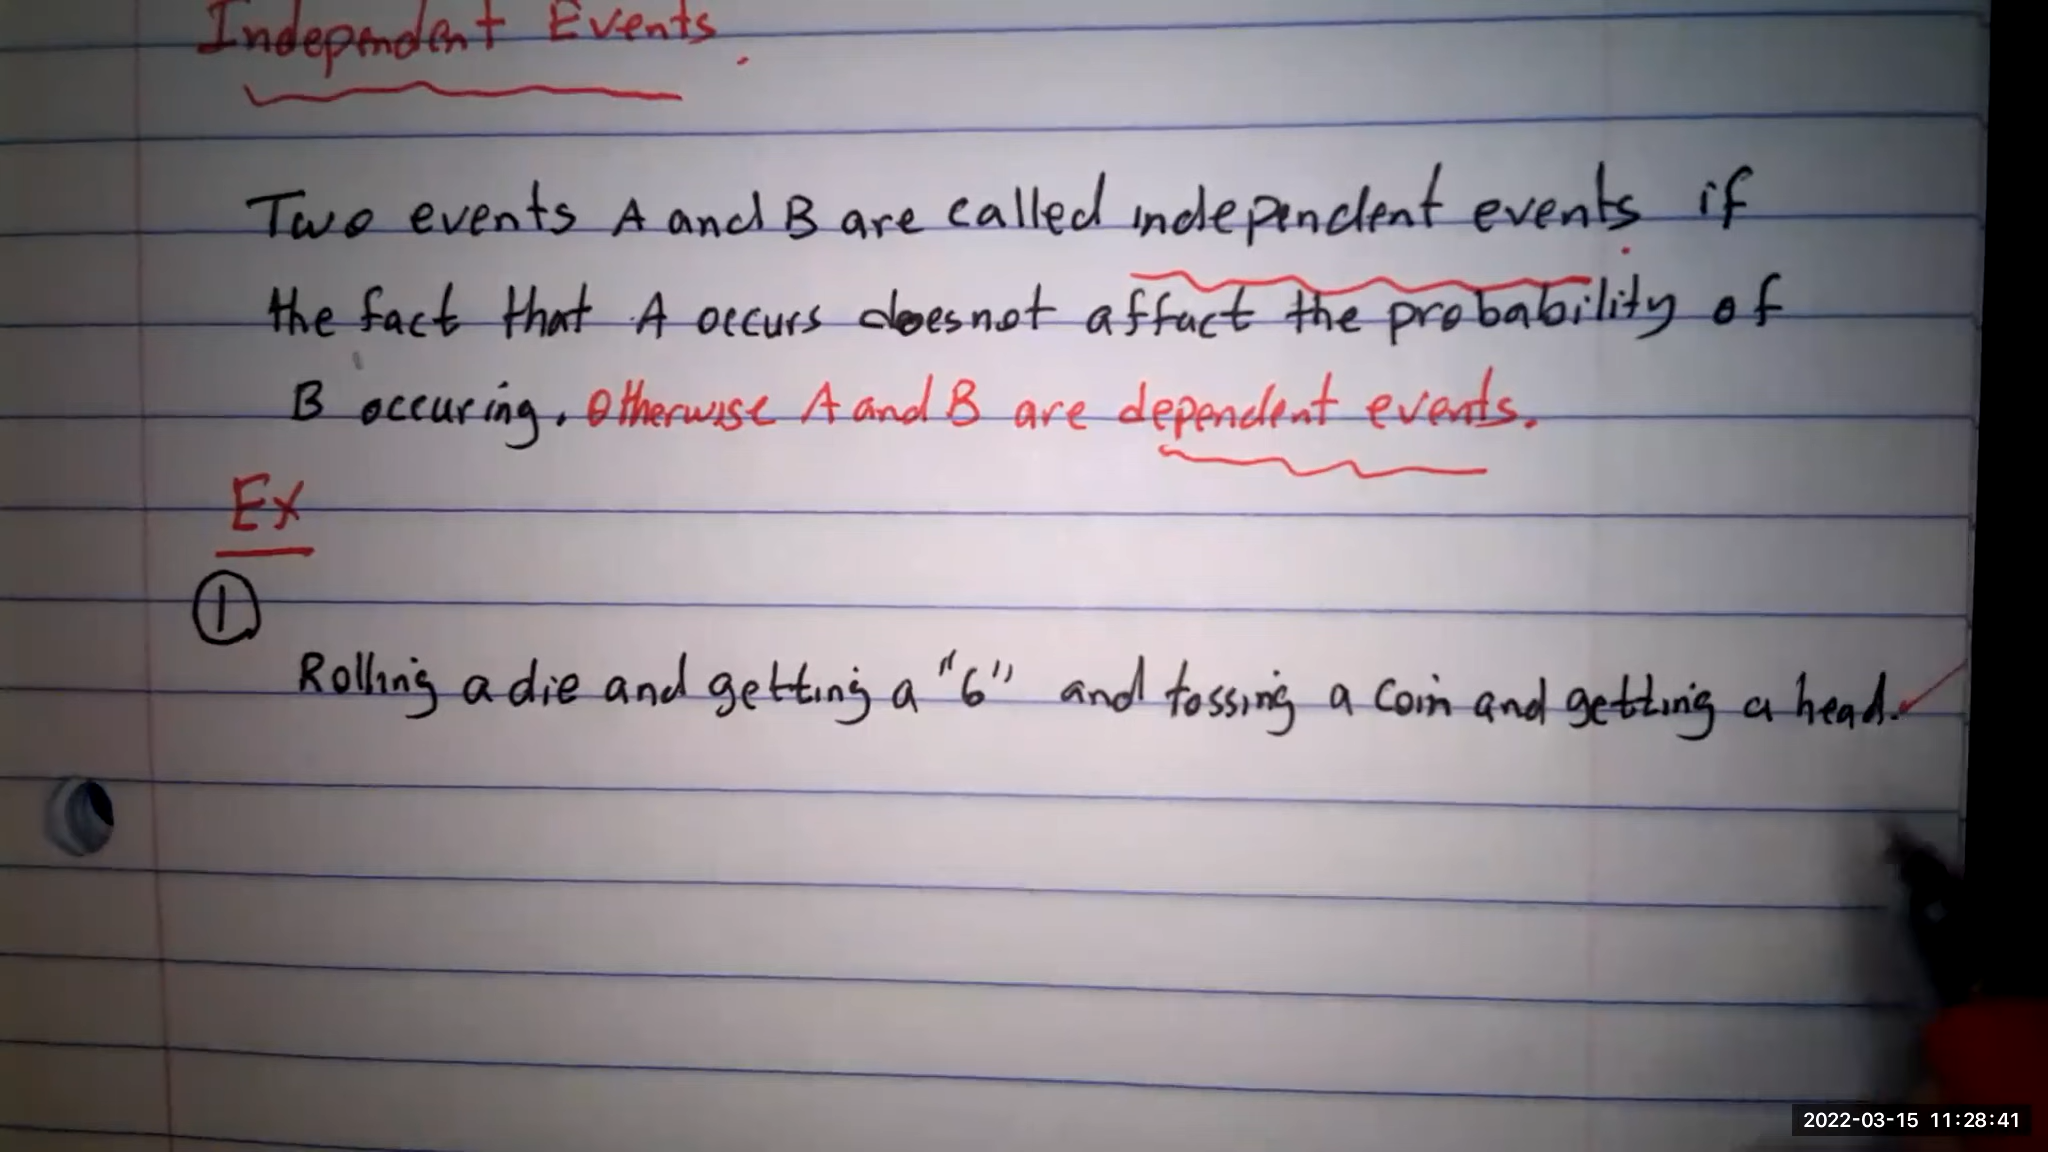 Independent Events
Two events A and B are called independent events if
the fact that A occurs does not affact the probability of
B occuring. Otherwise A and B are dependent events.
Ex
1
Rolling a die and getting a "6" and tossing a coin and getting a head.
2022-03-15 11:28:41